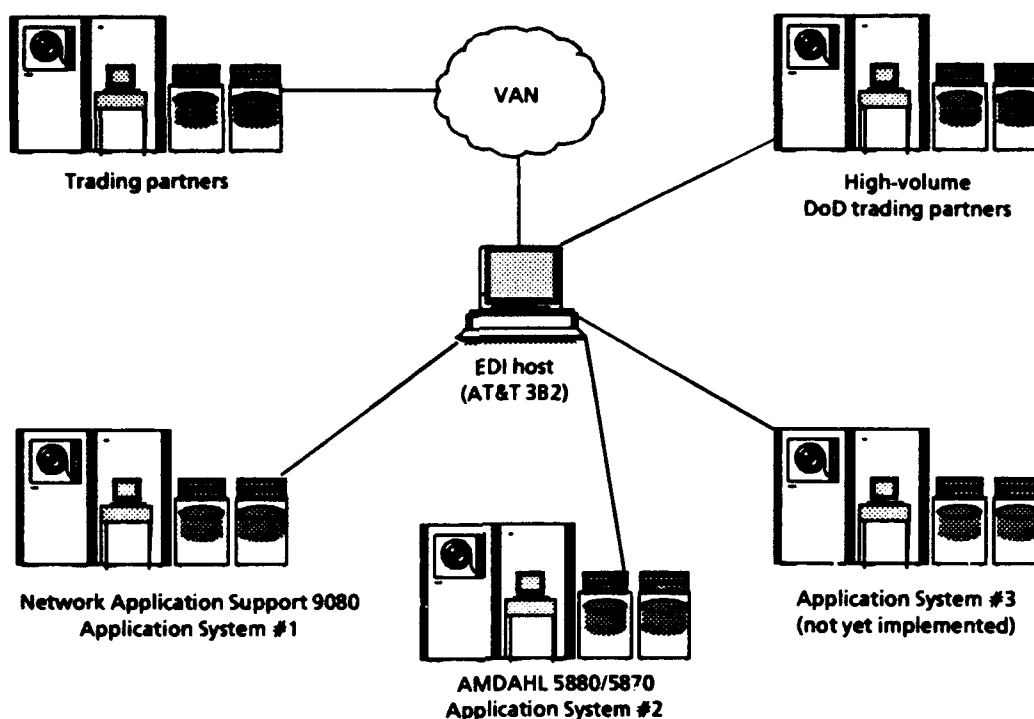 VAN
Trading partners
High-volume
DoD trading partners
EDI host
(AT&T 3B2)
Network Application Support 9080
Application System #1
AMDAHL 5880/5870
Application System #2
Application System #3
(not yet implemented)